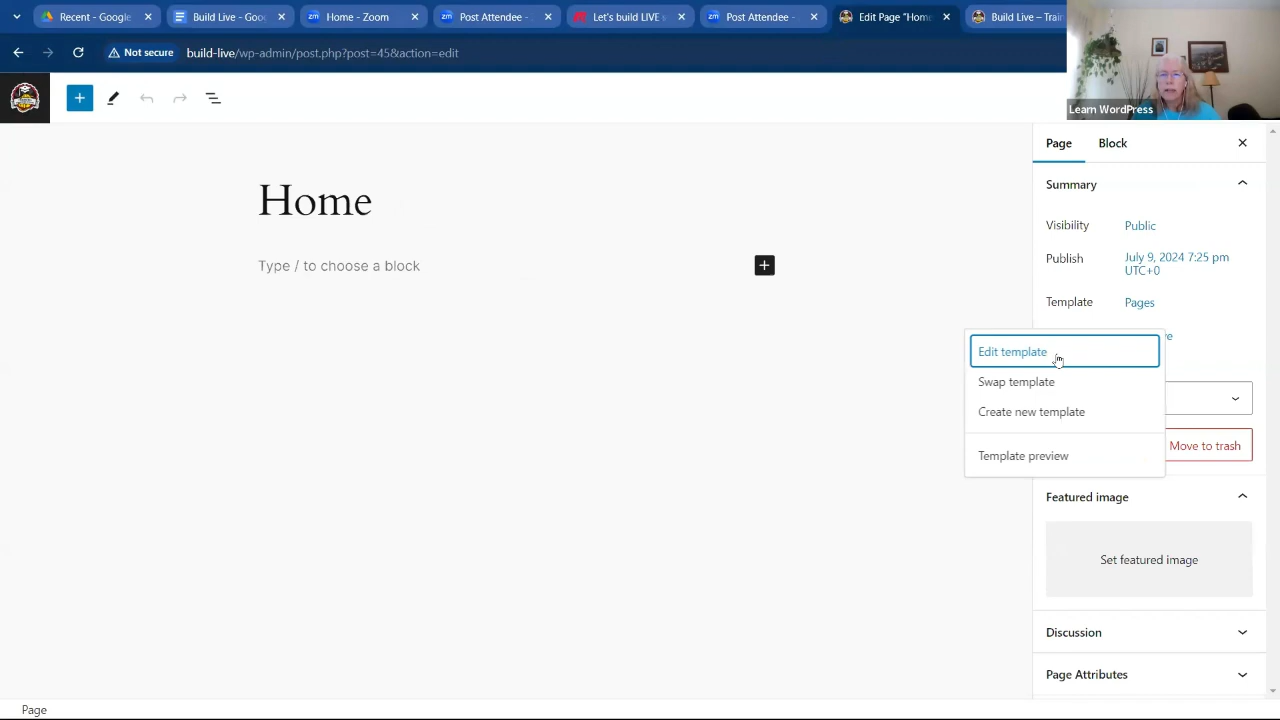 Recent - Google
Build Live - Goo
Home - Zoom
Post Attendee -
Let's build LIVE s
Post Attendee -
Edit Page "Home
Build Live – Train
Not secure
build-live/wp-admin/post.php?post=45&action=edit
Learn WordPress
Page
Block
Summary
Visibility
Public
Publish
July 9, 2024 7:25 pm
UTC+0
Template
Pages
Home
Type / to choose a block
Edit template
Swap template
Create new template
Template preview
Move to trash
Featured image
Set featured image
Discussion
Page Attributes
Page